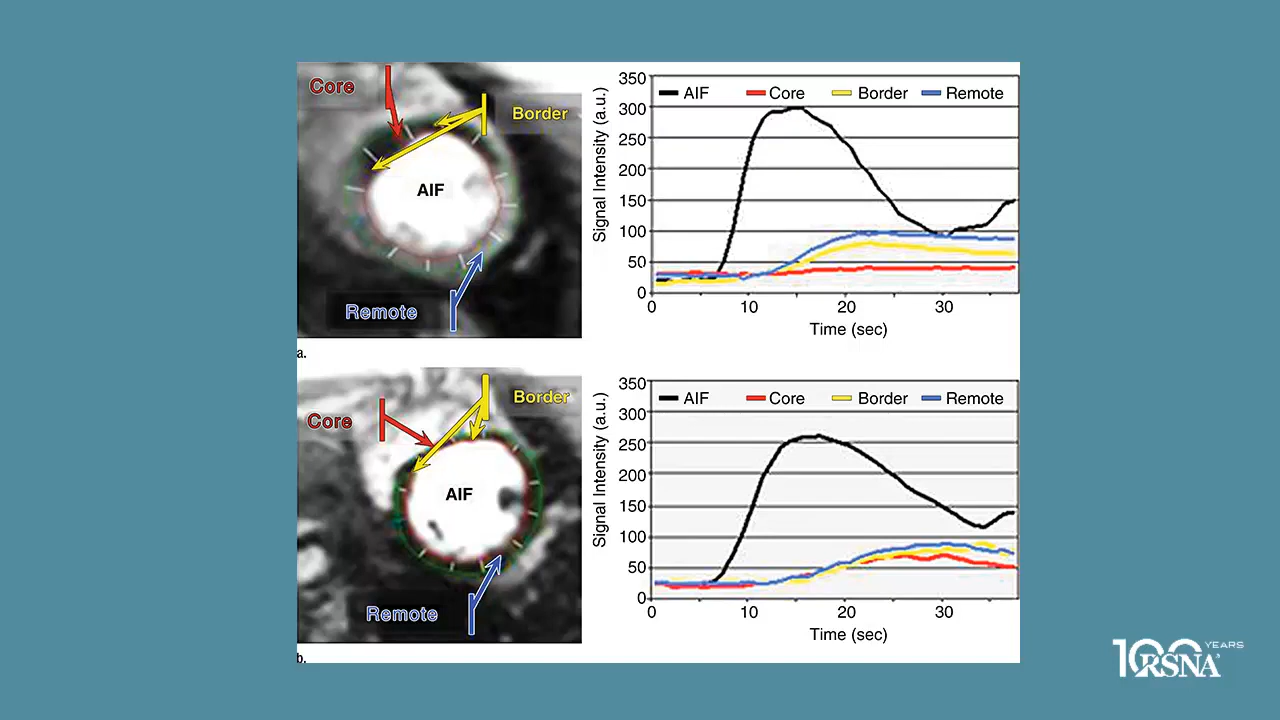 Core
Border
AIF
Remote
a.
350
300
250
200
150
100
50
0
Signal Intensity (a.u.)
AIF Core Border Remote
0 10 20 30
Time (sec)
Core
Border
AIF
Remote
b.
350
300
250
200
150
100
50
0
Signal Intensity (a.u.)
AIF Core Border Remote
0 10 20 30
Time (sec)
100 YEARS
RSNA